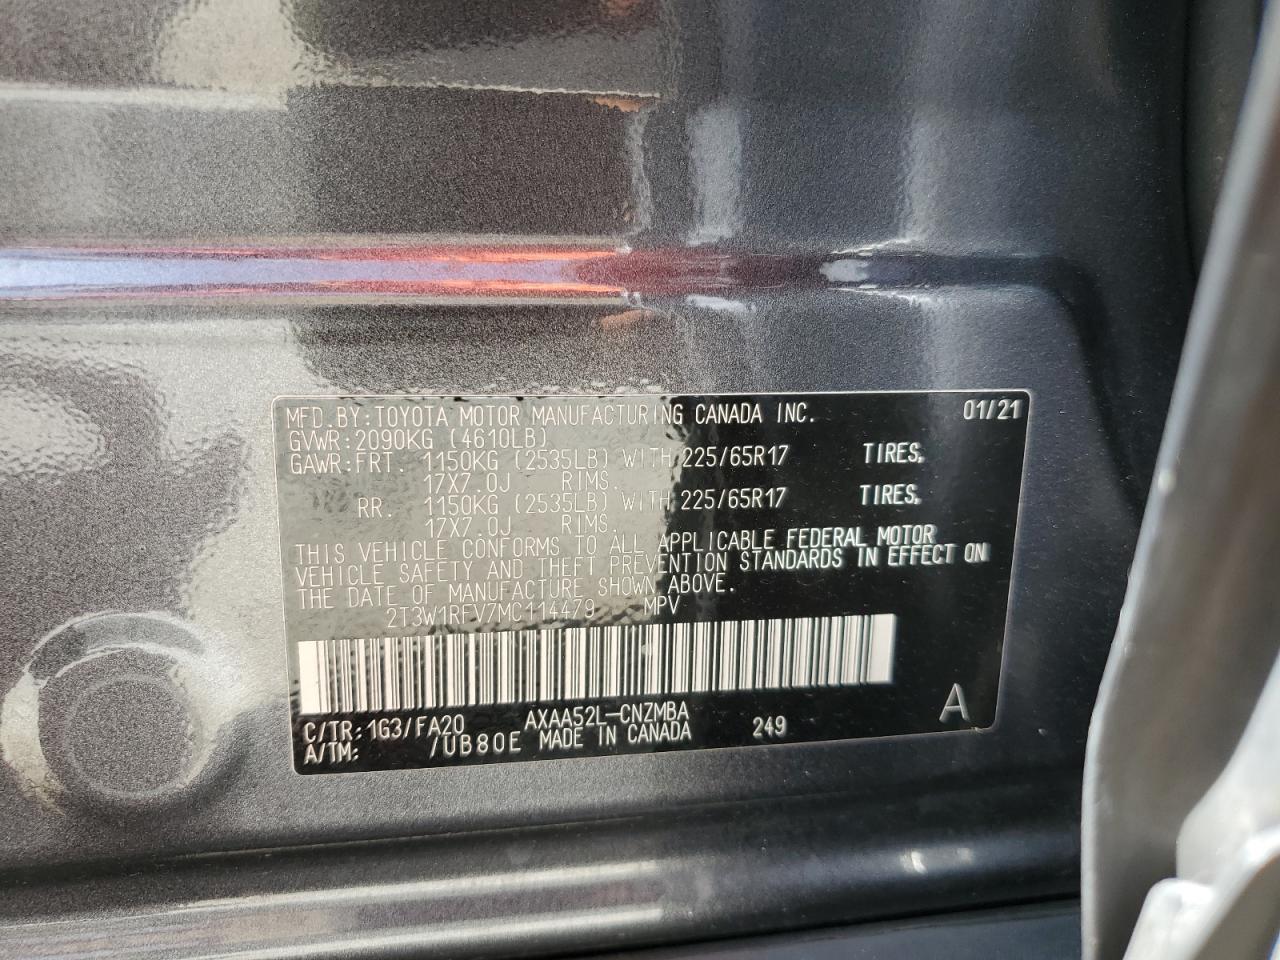 MFD. BY: TOYOTA MOTOR MANUFACTURING CANADA INC. 01/21
GVWR: 2090KG (4610LB)
GAWR: FRT. 1150KG (2535LB) WITH 225/65R17 TIRES,
17X7.0J RIMS.
RR. 1150KG (2535LB) WITH 225/65R17 TIRES,
17X7.0J RIMS.
THIS VEHICLE CONFORMS TO ALL APPLICABLE FEDERAL MOTOR
VEHICLE SAFETY AND THEFT PREVENTION STANDARDS IN EFFECT ON
THE DATE OF MANUFACTURE SHOWN ABOVE.
2T3W1RFV7MC114479 MPV
C/TR: 1G3/FA20 AXAA52L-CNZMBA 249 A
A/TM: /UB80E MADE IN CANADA